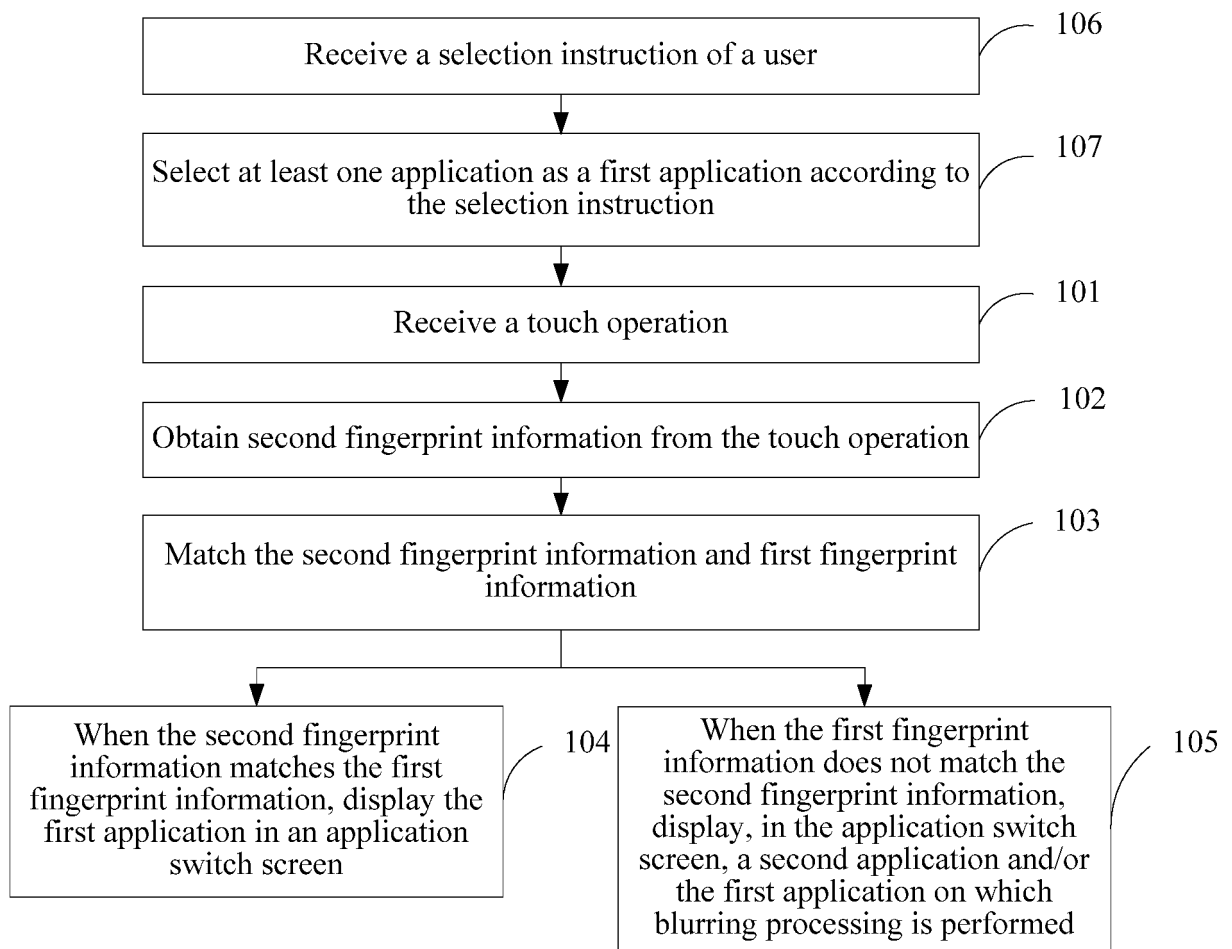 106
Receive a selection instruction of a user
107
Select at least one application as a first application according to
the selection instruction
101
Receive a touch operation
102
Obtain second fingerprint information from the touch operation
103
Match the second fingerprint information and first fingerprint
information
When the second fingerprint
information matches the first
fingerprint information, display the
first application in an application
switch screen
104
When the first fingerprint
information does not match the
second fingerprint information,
display, in the application switch
screen, a second application and/or
the first application on which
blurring processing is performed
105